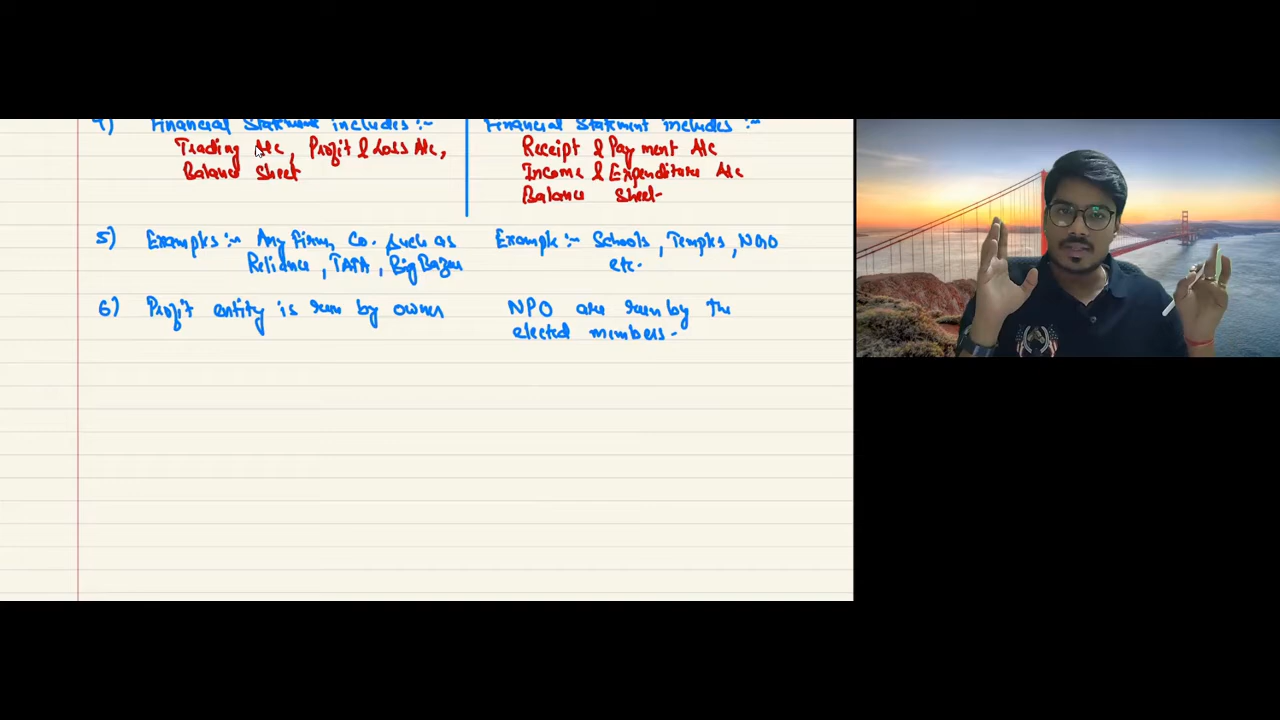 4) Financial Statement includes :-
Trading A/c, Profit & Loss A/c,
Balance Sheet
Financial Statement includes :-
Receipt & Payment A/c
Income & Expenditure A/c
Balance Sheet-
5) Examples :- Any Firm, Co. such as
Reliance, TATA, Big Bazar
Example :- Schools, Temples, NGO
etc.
6) Profit entity is run by owner
NPO are run by the
elected members.